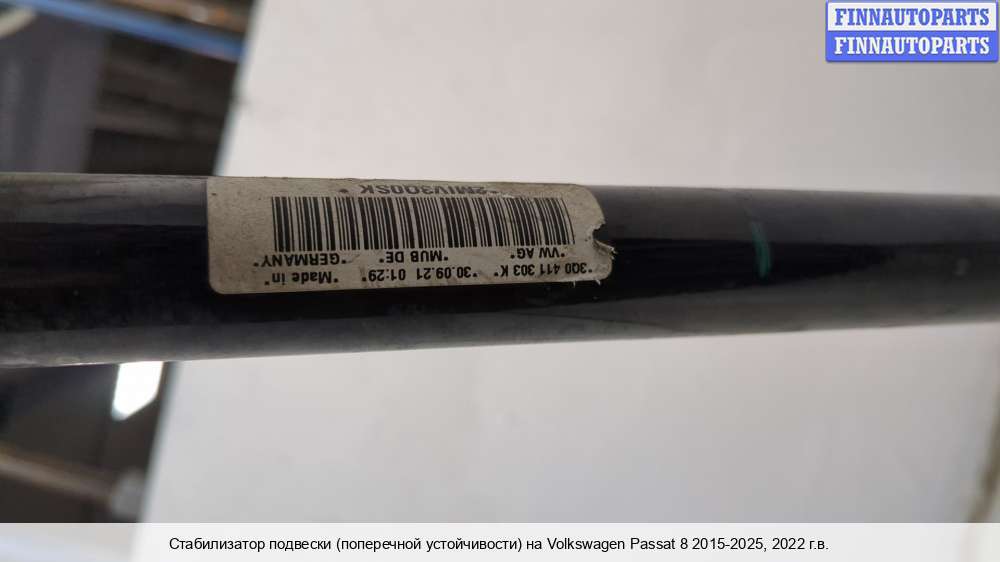 FINNAUTOPARTS
FINNAUTOPARTS
*3Q0 411 303 K* *30.09.21 01:29* *Made in*
*VW AG* *MUB DE* *GERMANY*
*2MIV3Q0SK *
Стабилизатор подвески (поперечной устойчивости) на Volkswagen Passat 8 2015-2025, 2022 г.в.